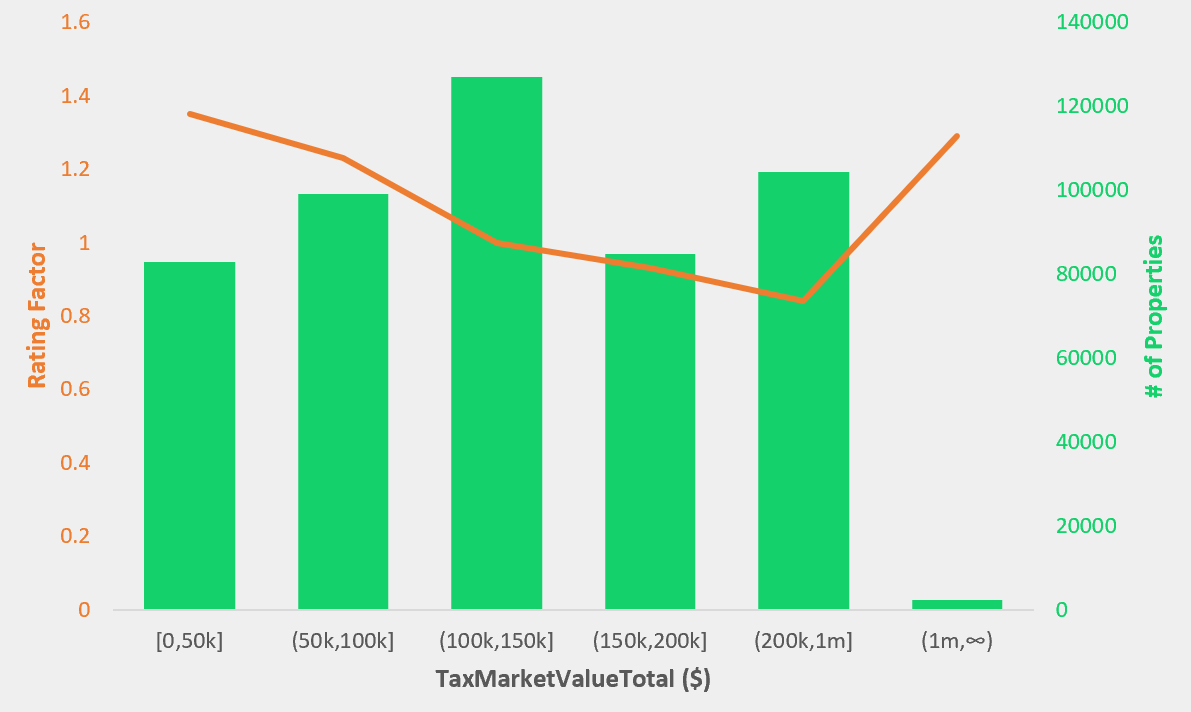 1.6
1.4
1.2
1
0.8
0.6
0.4
0.2
0
Rating Factor
140000
120000
100000
80000
60000
40000
20000
0
# of Properties
[0,50k]
(50k,100k]
(100k,150k]
(150k,200k]
(200k,1m]
(1m,∞)
TaxMarketValueTotal ($)